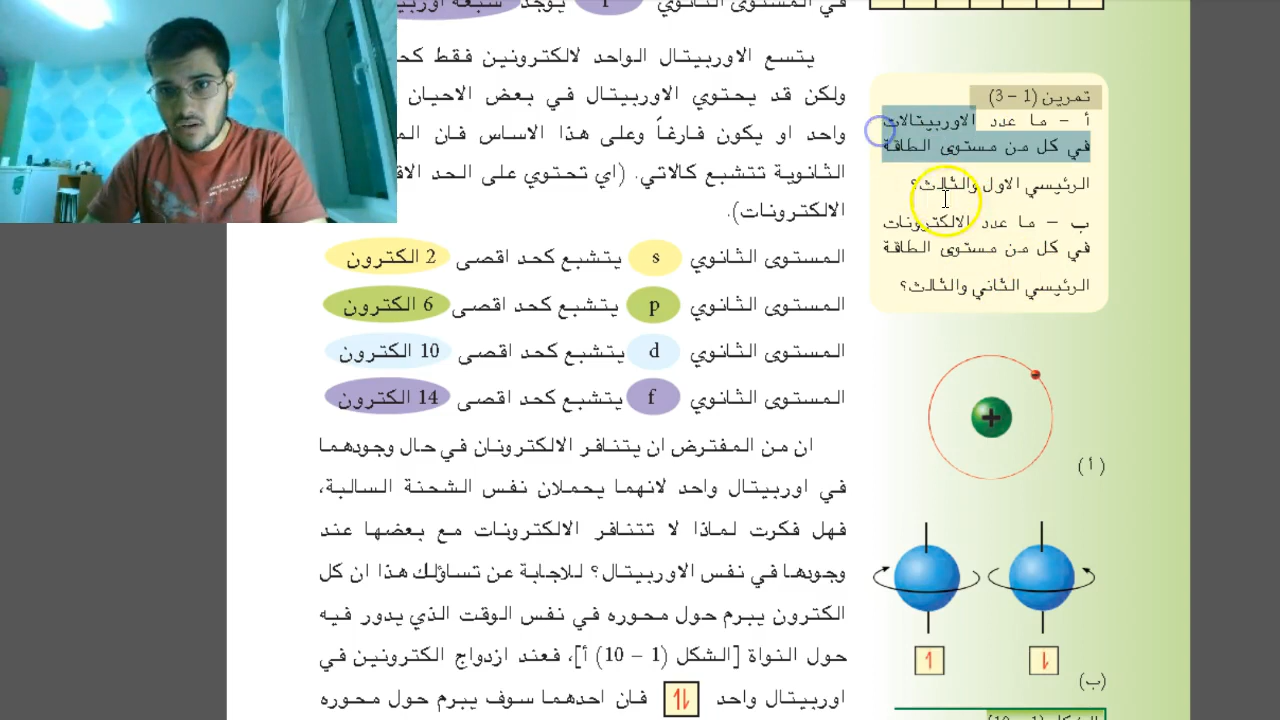 في المستوى الثانوي f يوجد سبعة
يتسع الاوربيتال الواحد لالكترونين فقط
ولكن قد يحتوي الاوربيتال في بعض الاحيان
واحد او يكون فارغاً وعلى هذا الاساس فان
الثانوية تتشبع كالاتي. (اي تحتوي على الحد
الالكترونات).
المستوى الثانوي s يتشبع كحد اقصى 2 الكترون
المستوى الثانوي p يتشبع كحد اقصى 6 الكترون
المستوى الثانوي d يتشبع كحد اقصى 10 الكترون
المستوى الثانوي f يتشبع كحد اقصى 14 الكترون
ان من المفترض ان يتنافر الالكترونان في حال وجودهما
في اوربيتال واحد لانهما يحملان نفس الشحنة السالبة،
فهل فكرت لماذا لا تتنافر الالكترونات مع بعضها عند
وجودها في نفس الاوربيتال؟ للاجابة عن تساؤلك هذا ان كل
الكترون يبرم حول محوره في نفس الوقت الذي يدور فيه
حول النواة [الشكل (1 – 10) أ]، فعند ازدواج الكترونين في
اوربيتال واحد ⥮ فان احدهما سوف يبرم حول محوره
تمرين (1 – 3)
أ – ما عدد الاوربيتالات
في كل من مستوى الطاقة
الرئيسي الاول والثالث؟
ب – ما عدد الالكترونات
في كل من مستوى الطاقة
الرئيسي الثاني والثالث؟
+
–
(أ)
↿ ⇂
(ب)
الشكل (1 – 10)